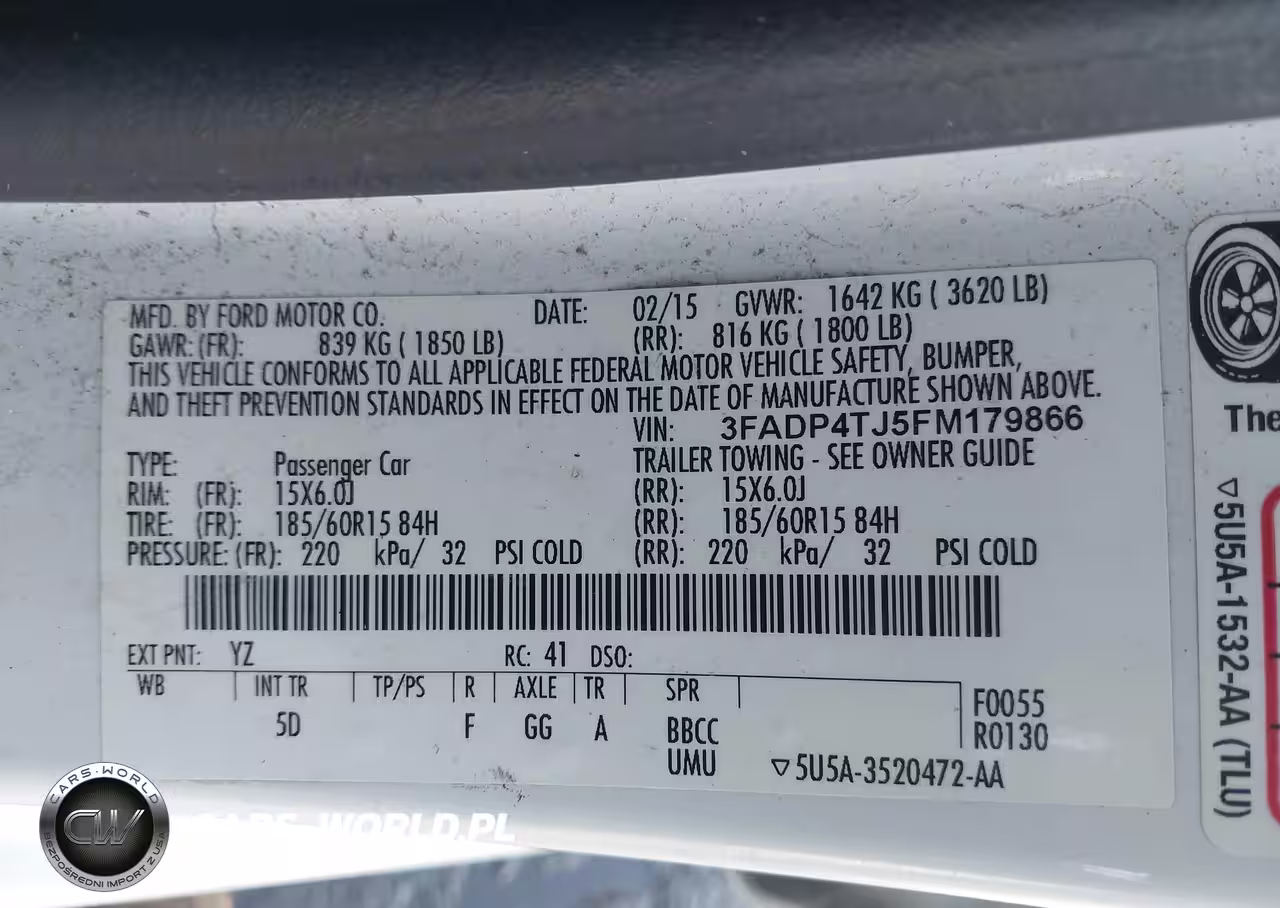 MFD. BY FORD MOTOR CO. DATE: 02/15 GVWR: 1642 KG ( 3620 LB)
GAWR: (FR): 839 KG ( 1850 LB) (RR): 816 KG ( 1800 LB)
THIS VEHICLE CONFORMS TO ALL APPLICABLE FEDERAL MOTOR VEHICLE SAFETY, BUMPER,
AND THEFT PREVENTION STANDARDS IN EFFECT ON THE DATE OF MANUFACTURE SHOWN ABOVE.
VIN: 3FADP4TJ5FM179866
TYPE: Passenger Car TRAILER TOWING - SEE OWNER GUIDE
RIM: (FR): 15X6.0J (RR): 15X6.0J
TIRE: (FR): 185/60R15 84H (RR): 185/60R15 84H
PRESSURE: (FR): 220 kPa/ 32 PSI COLD (RR): 220 kPa/ 32 PSI COLD
EXT PNT: YZ RC: 41 DSO:
WB INT TR TP/PS R AXLE TR SPR
5D F GG A BBCC
UMU
F0055
R0130
▽5U5A-3520472-AA
The
▽5U5A-1532-AA (TLU)
CARS-WORLD
CW
BEZPOŚREDNI IMPORT Z USA
CARS-WORLD.PL